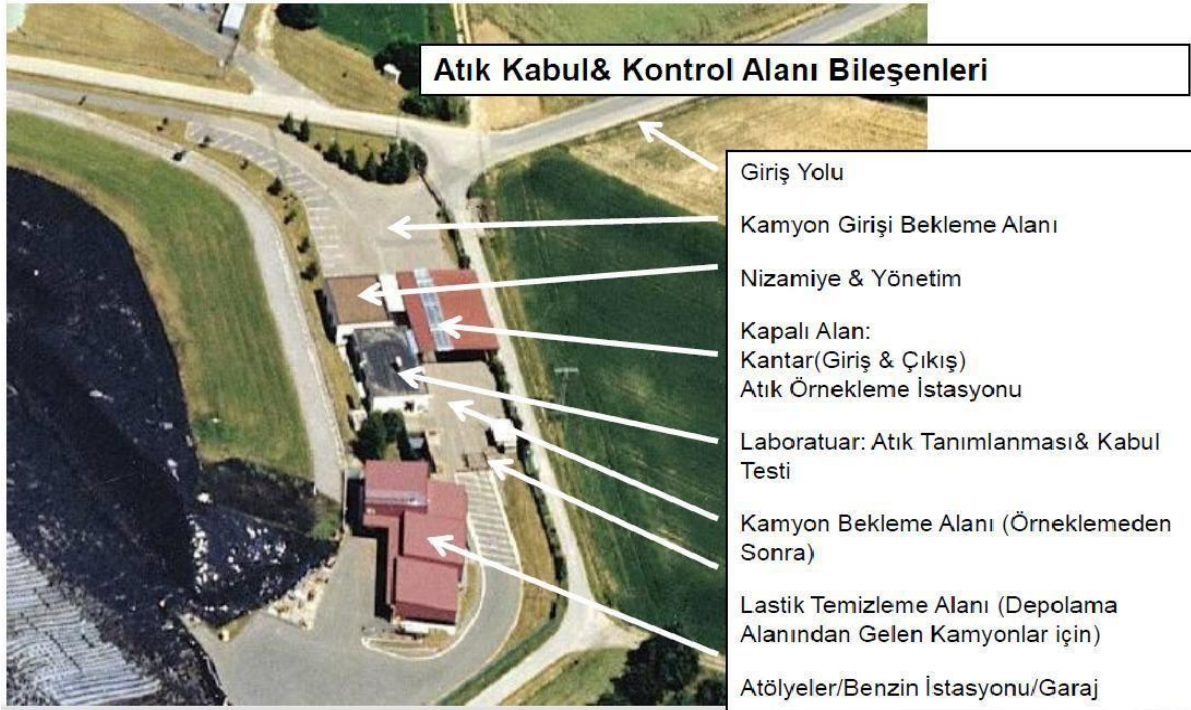 Atık Kabul& Kontrol Alanı Bileşenleri
Giriş Yolu
Kamyon Girişi Bekleme Alanı
Nizamiye & Yönetim
Kapalı Alan:
Kantar(Giriş & Çıkış)
Atık Örnekleme İstasyonu
Laboratuar: Atık Tanımlanması& Kabul
Testi
Kamyon Bekleme Alanı (Örneklemeden
Sonra)
Lastik Temizleme Alanı (Depolama
Alanından Gelen Kamyonlar için)
Atölyeler/Benzin İstasyonu/Garaj